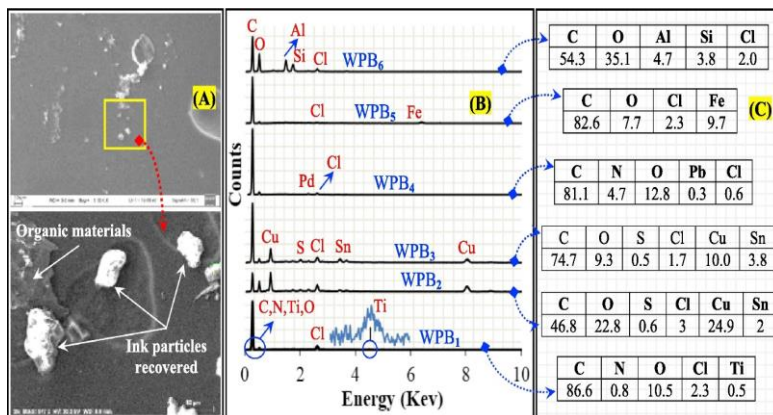 (A)
Organic materials
Ink particles
recovered
(B)
Counts
C
O
Al
Si
Cl
WPB6
Cl
WPB5
Fe
Pd
Cl
WPB4
Cu
S
Cl
Sn
WPB3
Cu
WPB2
C,N,Ti,O
Cl
Ti
WPB1
0 2 4 6 8 10
Energy (Kev)
(C)
C O Al Si Cl
54.3 35.1 4.7 3.8 2.0
C O Cl Fe
82.6 7.7 2.3 9.7
C N O Pb Cl
81.1 4.7 12.8 0.3 0.6
C O S Cl Cu Sn
74.7 9.3 0.5 1.7 10.0 3.8
C O S Cl Cu Sn
46.8 22.8 0.6 3 24.9 2
C N O Cl Ti
86.6 0.8 10.5 2.3 0.5